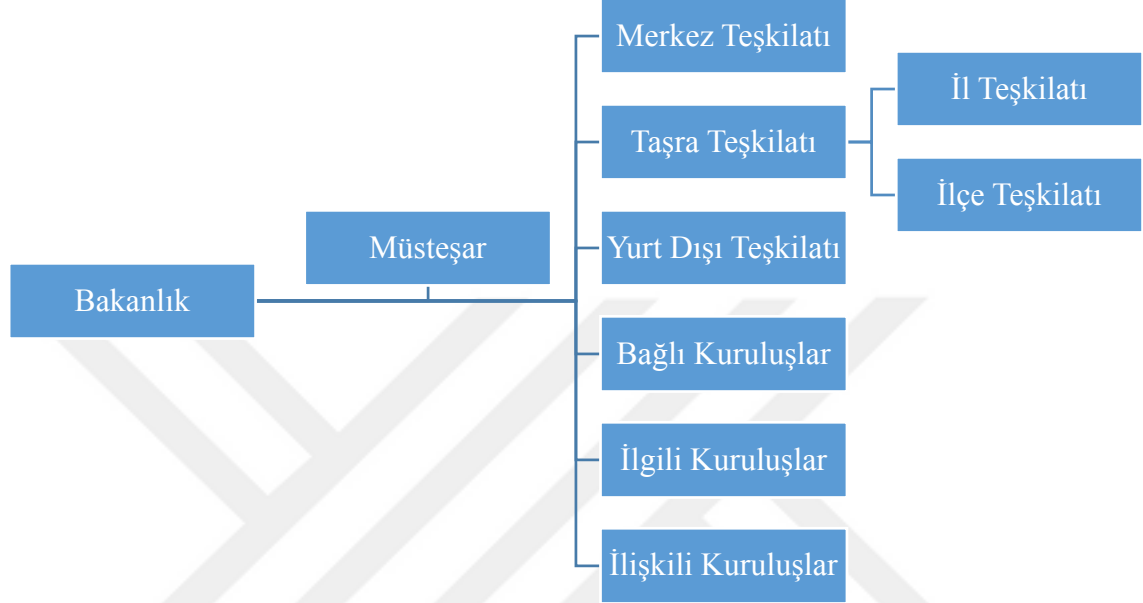 Merkez Teşkilatı
İl Teşkilatı
Taşra Teşkilatı
İlçe Teşkilatı
Müsteşar
Yurt Dışı Teşkilatı
Bakanlık
Bağlı Kuruluşlar
İlgili Kuruluşlar
İlişkili Kuruluşlar